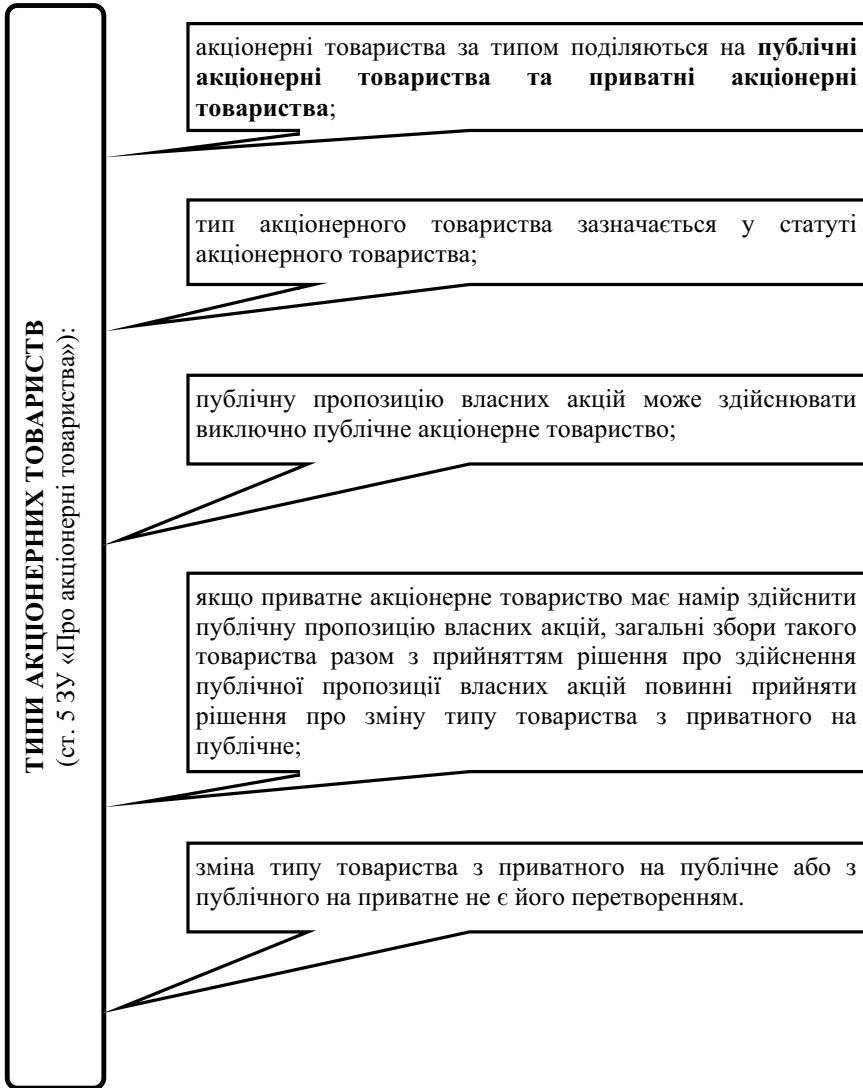 ТИПИ АКЦІОНЕРНИХ ТОВАРИСТВ
(ст. 5 ЗУ «Про акціонерні товариства»):
акціонерні товариства за типом поділяються на публічні
акціонерні товариства та приватні акціонерні
товариства;
тип акціонерного товариства зазначається у статуті
акціонерного товариства;
публічну пропозицію власних акцій може здійснювати
виключно публічне акціонерне товариство;
якщо приватне акціонерне товариство має намір здійснити
публічну пропозицію власних акцій, загальні збори такого
товариства разом з прийняттям рішення про здійснення
публічної пропозиції власних акцій повинні прийняти
рішення про зміну типу товариства з приватного на
публічне;
зміна типу товариства з приватного на публічне або з
публічного на приватне не є його перетворенням.